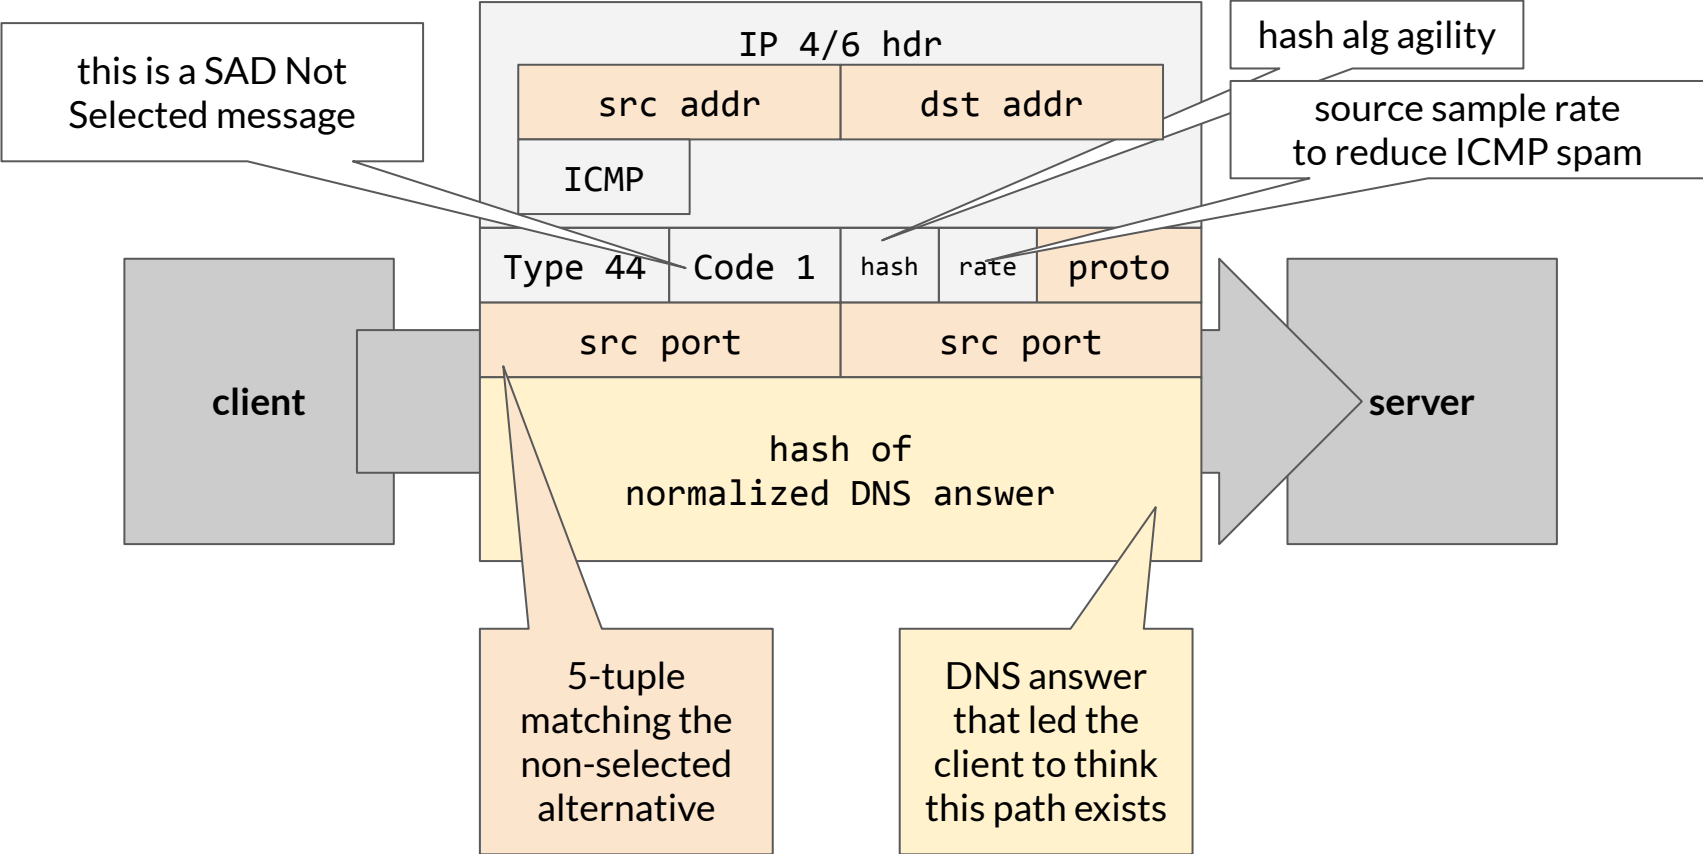 IP 4/6 hdr
hash alg agility
this is a SAD Not
Selected message
src addr
dst addr
source sample rate
to reduce ICMP spam
ICMP
Type 44
Code 1
hash
rate
proto
src port
src port
client
server
hash of
normalized DNS answer
5-tuple
matching the
non-selected
alternative
DNS answer
that led the
client to think
this path exists